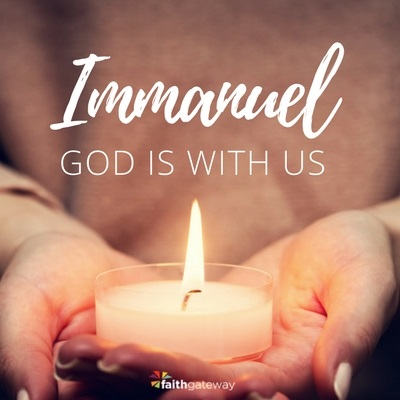 Immanuel
GOD IS WITH US
faithgateway